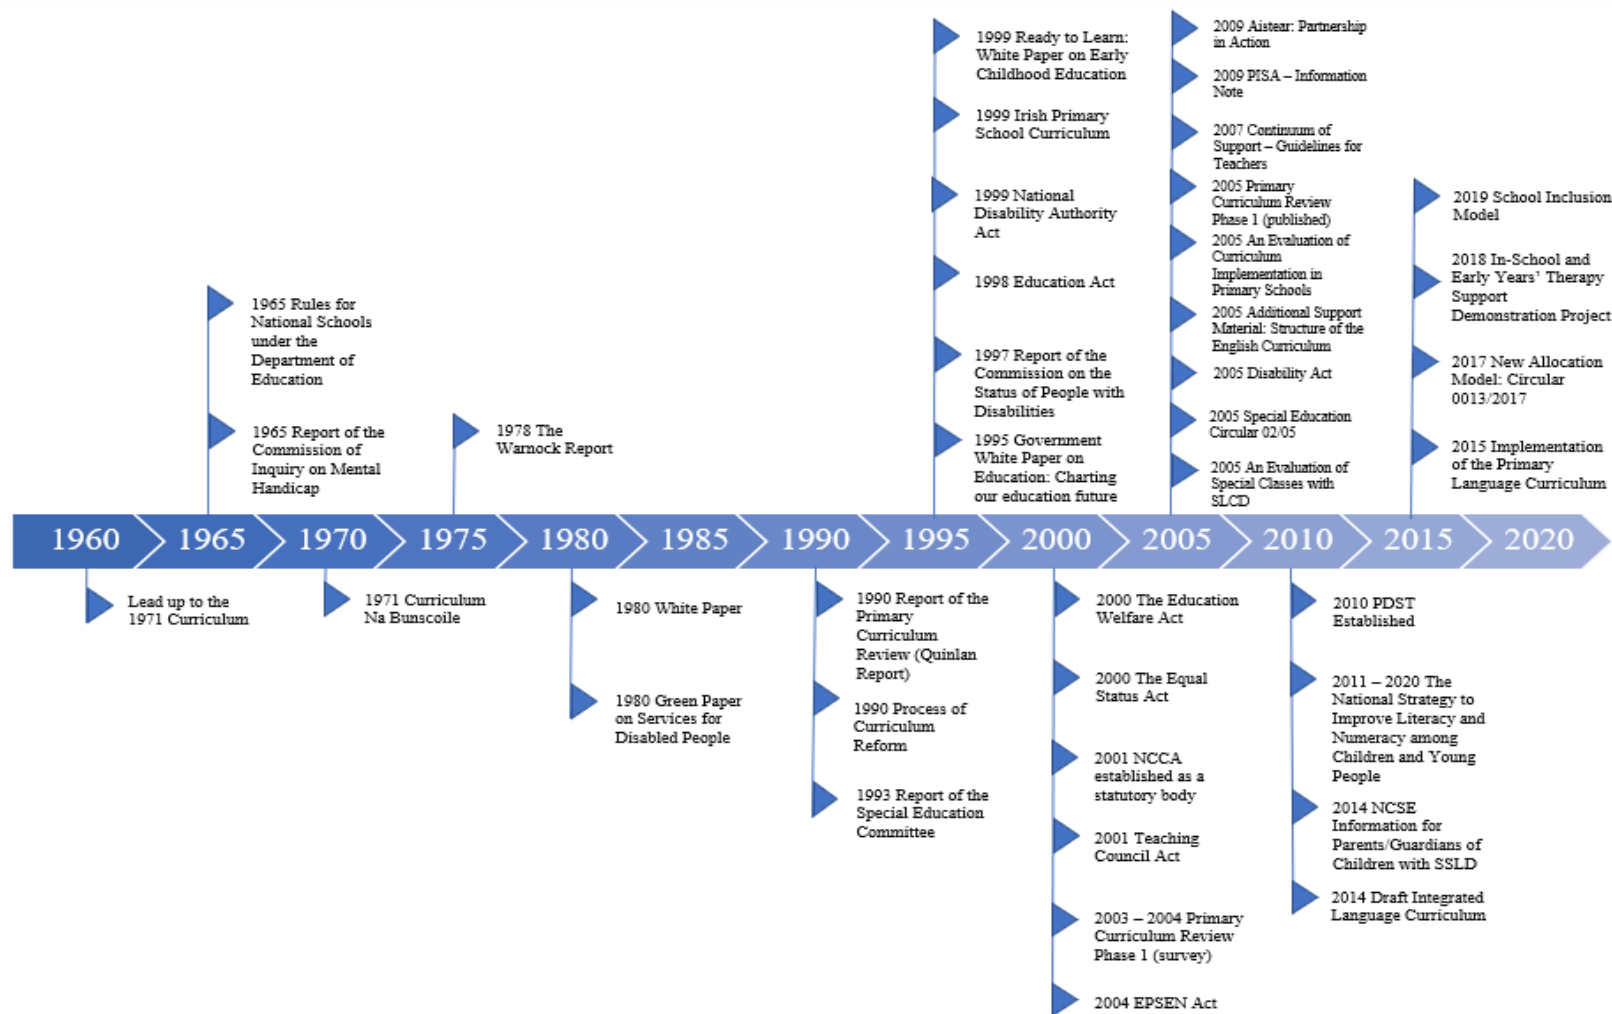 1999 Ready to Learn:
White Paper on Early
Childhood Education
1999 Irish Primary
School Curriculum
1999 National
Disability Authority
Act
1998 Education Act
1997 Report of the
Commission on the
Status of People with
Disabilities
1995 Government
White Paper on
Education: Charting
our education future
2009 Aistear: Partnership
in Action
2009 PISA – Information
Note
2007 Continuum of
Support – Guidelines for
Teachers
2005 Primary
Curriculum Review
Phase 1 (published)
2005 An Evaluation of
Curriculum
Implementation in
Primary Schools
2005 Additional Support
Material: Structure of the
English Curriculum
2005 Disability Act
2005 Special Education
Circular 02/05
2005 An Evaluation of
Special Classes with
SLCD
2019 School Inclusion
Model
2018 In-School and
Early Years’ Therapy
Support
Demonstration Project
2017 New Allocation
Model: Circular
0013/2017
2015 Implementation
of the Primary
Language Curriculum
1965 Rules for
National Schools
under the
Department of
Education
1965 Report of the
Commission of
Inquiry on Mental
Handicap
1978 The
Warnock Report
1960 1965 1970 1975 1980 1985 1990 1995 2000 2005 2010 2015 2020
Lead up to the
1971 Curriculum
1971 Curriculum
Na Bunscoile
1980 White Paper
1980 Green Paper
on Services for
Disabled People
1990 Report of the
Primary
Curriculum
Review (Quinlan
Report)
1990 Process of
Curriculum
Reform
1993 Report of the
Special Education
Committee
2000 The Education
Welfare Act
2000 The Equal
Status Act
2001 NCCA
established as a
statutory body
2001 Teaching
Council Act
2003 – 2004 Primary
Curriculum Review
Phase 1 (survey)
2004 EPSEN Act
2010 PDST
Established
2011 – 2020 The
National Strategy to
Improve Literacy and
Numeracy among
Children and Young
People
2014 NCSE
Information for
Parents/Guardians of
Children with SSLD
2014 Draft Integrated
Language Curriculum